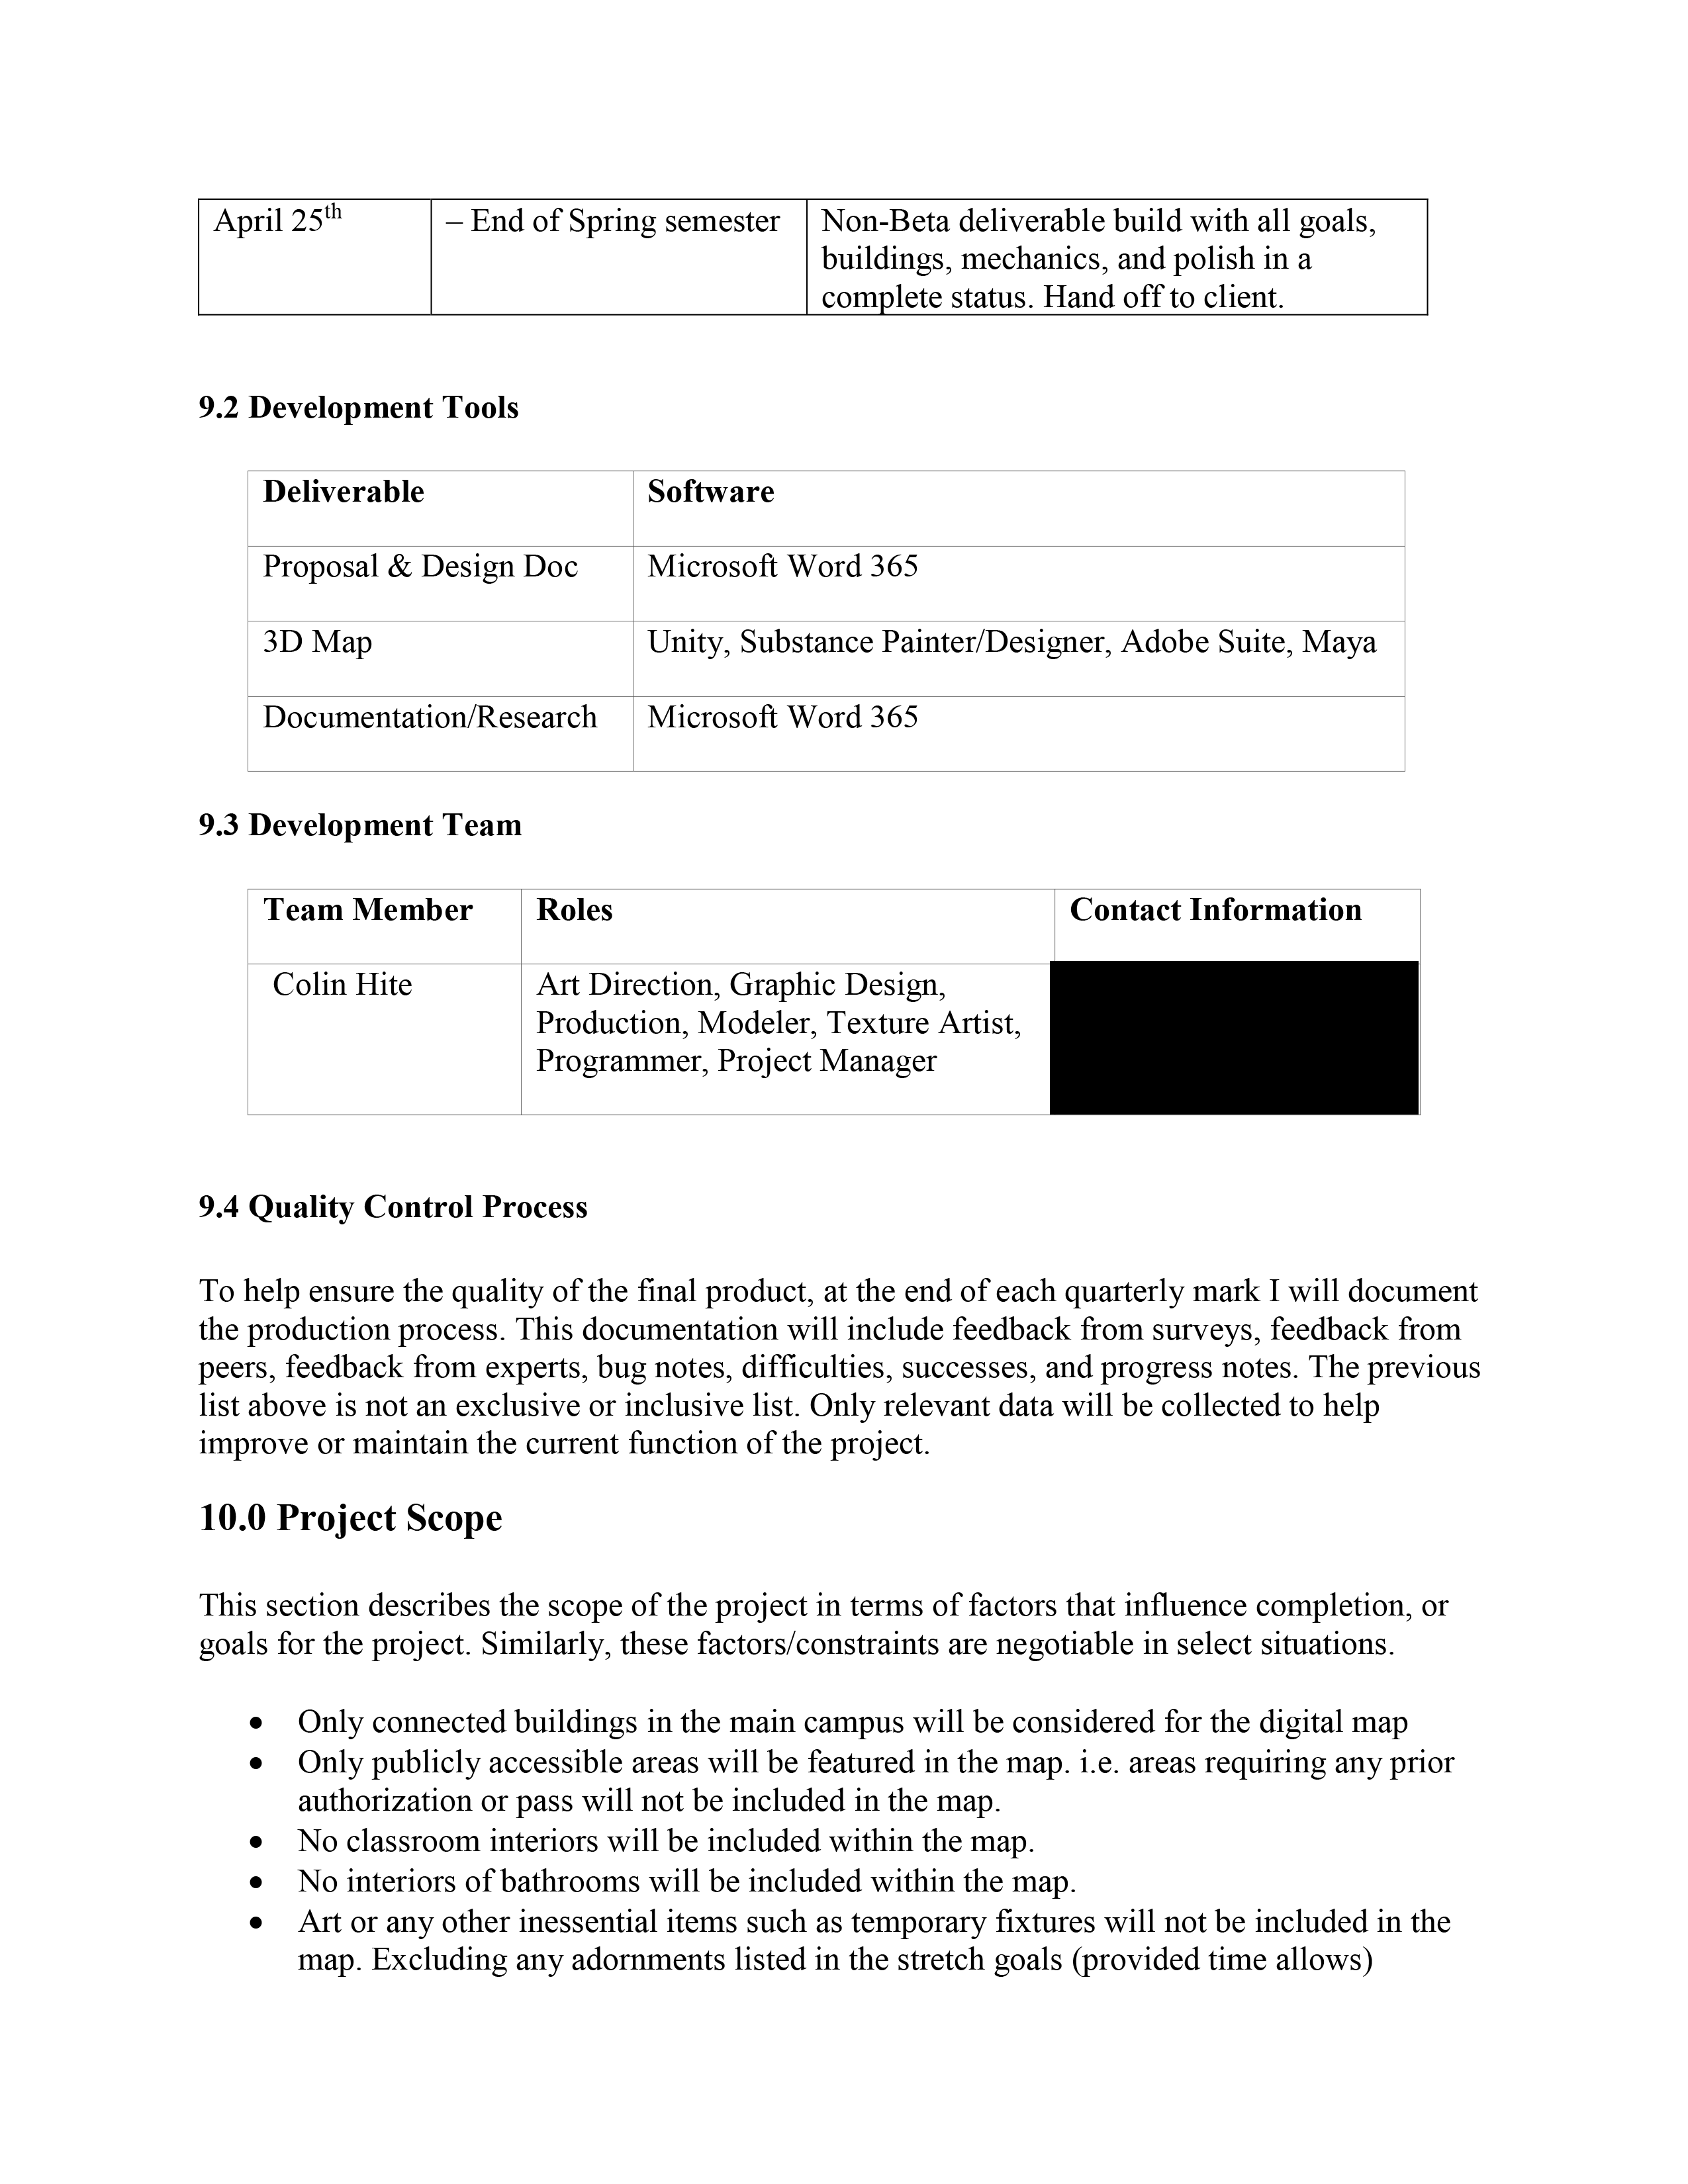 April 25th – End of Spring semester Non-Beta deliverable build with all goals,
buildings, mechanics, and polish in a
complete status. Hand off to client.
9.2 Development Tools
Deliverable Software
Proposal & Design Doc Microsoft Word 365
3D Map Unity, Substance Painter/Designer, Adobe Suite, Maya
Documentation/Research Microsoft Word 365
9.3 Development Team
Team Member Roles Contact Information
Colin Hite Art Direction, Graphic Design,
Production, Modeler, Texture Artist,
Programmer, Project Manager
9.4 Quality Control Process
To help ensure the quality of the final product, at the end of each quarterly mark I will document
the production process. This documentation will include feedback from surveys, feedback from
peers, feedback from experts, bug notes, difficulties, successes, and progress notes. The previous
list above is not an exclusive or inclusive list. Only relevant data will be collected to help
improve or maintain the current function of the project.
10.0 Project Scope
This section describes the scope of the project in terms of factors that influence completion, or
goals for the project. Similarly, these factors/constraints are negotiable in select situations.
• Only connected buildings in the main campus will be considered for the digital map
• Only publicly accessible areas will be featured in the map. i.e. areas requiring any prior
authorization or pass will not be included in the map.
• No classroom interiors will be included within the map.
• No interiors of bathrooms will be included within the map.
• Art or any other inessential items such as temporary fixtures will not be included in the
map. Excluding any adornments listed in the stretch goals (provided time allows)